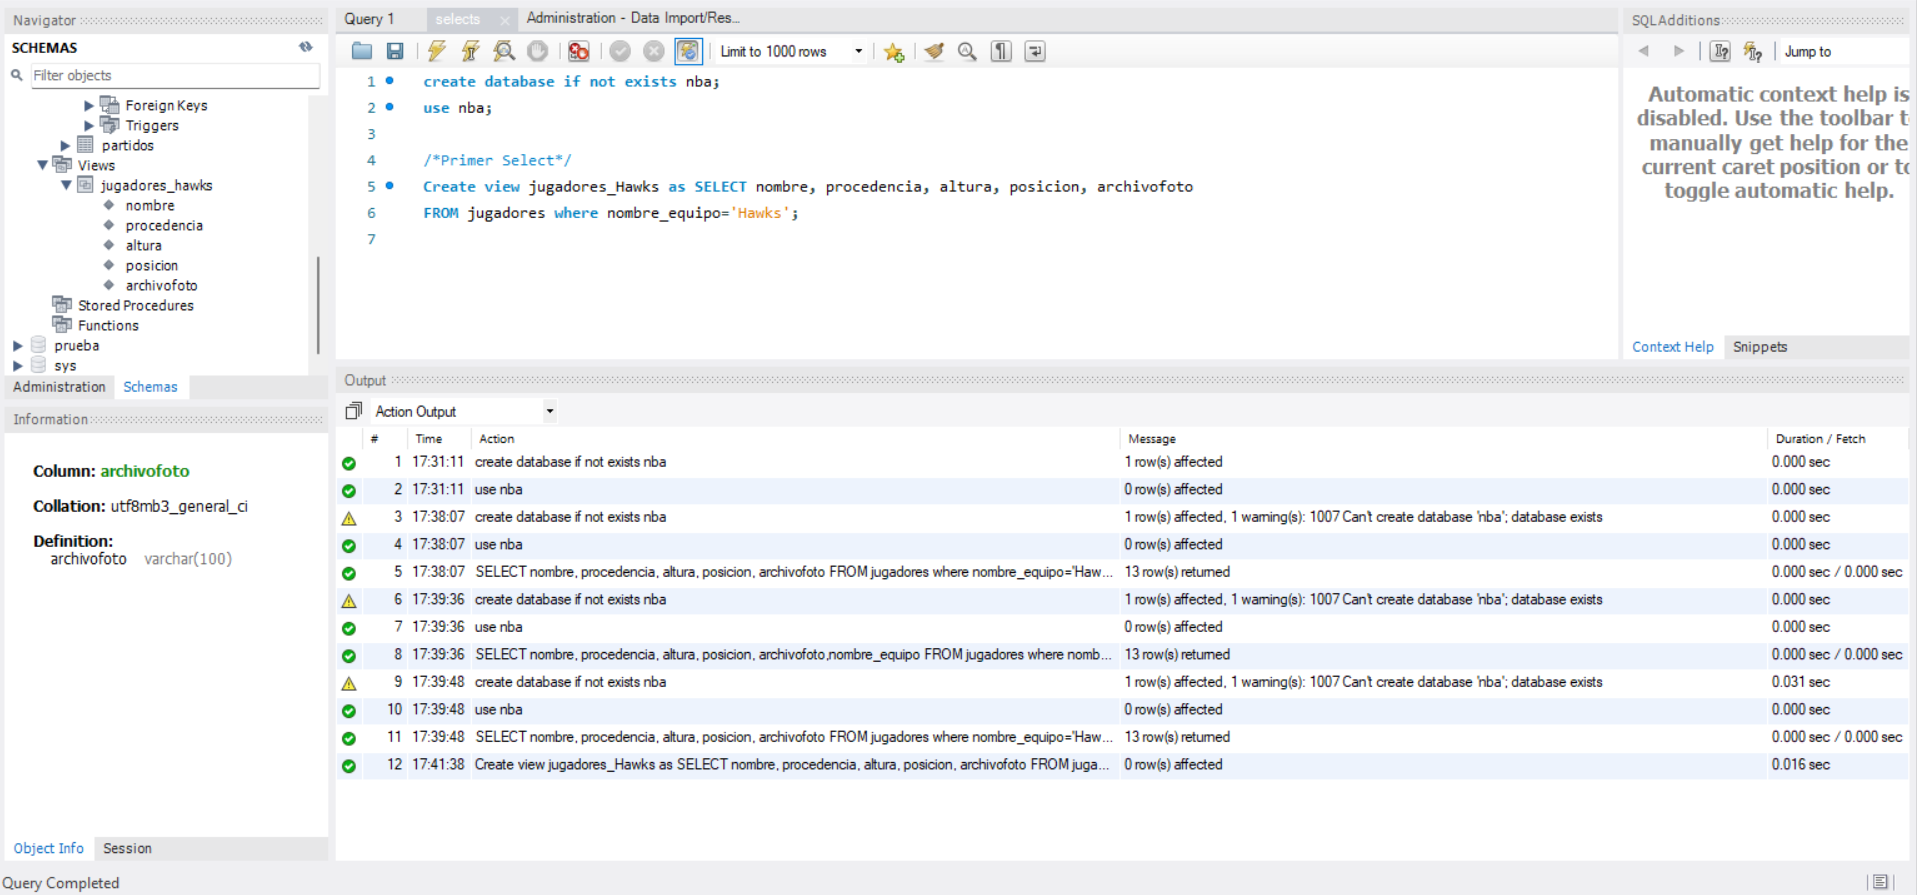 Navigator
SCHEMAS
Filter objects
Foreign Keys
Triggers
partidos
Views
jugadores_hawks
nombre
procedencia
altura
posicion
archivofoto
Stored Procedures
Functions
prueba
sys
Administration Schemas
Information
Column: archivofoto
Collation: utf8mb3_general_ci
Definition:
archivofoto varchar(100)
Object Info Session
Query Completed
Query 1 selects x Administration - Data Import/Res...
Limit to 1000 rows
1 create database if not exists nba;
2 use nba;
3
4 /*Primer Select*/
5 Create view jugadores_Hawks as SELECT nombre, procedencia, altura, posicion, archivofoto
6 FROM jugadores where nombre_equipo='Hawks';
7
SQLAdditions
Jump to
Automatic context help is
disabled. Use the toolbar t
manually get help for the
current caret position or to
toggle automatic help.
Context Help Snippets
Output
Action Output
# Time Action Message Duration / Fetch
1 17:31:11 create database if not exists nba 1 row(s) affected 0.000 sec
2 17:31:11 use nba 0 row(s) affected 0.000 sec
3 17:38:07 create database if not exists nba 1 row(s) affected, 1 warning(s): 1007 Can't create database 'nba'; database exists 0.000 sec
4 17:38:07 use nba 0 row(s) affected 0.000 sec
5 17:38:07 SELECT nombre, procedencia, altura, posicion, archivofoto FROM jugadores where nombre_equipo='Haw... 13 row(s) returned 0.000 sec / 0.000 sec
6 17:39:36 create database if not exists nba 1 row(s) affected, 1 warning(s): 1007 Can't create database 'nba'; database exists 0.000 sec
7 17:39:36 use nba 0 row(s) affected 0.000 sec
8 17:39:36 SELECT nombre, procedencia, altura, posicion, archivofoto,nombre_equipo FROM jugadores where nomb... 13 row(s) returned 0.000 sec / 0.000 sec
9 17:39:48 create database if not exists nba 1 row(s) affected, 1 warning(s): 1007 Can't create database 'nba'; database exists 0.031 sec
10 17:39:48 use nba 0 row(s) affected 0.000 sec
11 17:39:48 SELECT nombre, procedencia, altura, posicion, archivofoto FROM jugadores where nombre_equipo='Haw... 13 row(s) returned 0.000 sec / 0.000 sec
12 17:41:38 Create view jugadores_Hawks as SELECT nombre, procedencia, altura, posicion, archivofoto FROM juga... 0 row(s) affected 0.016 sec